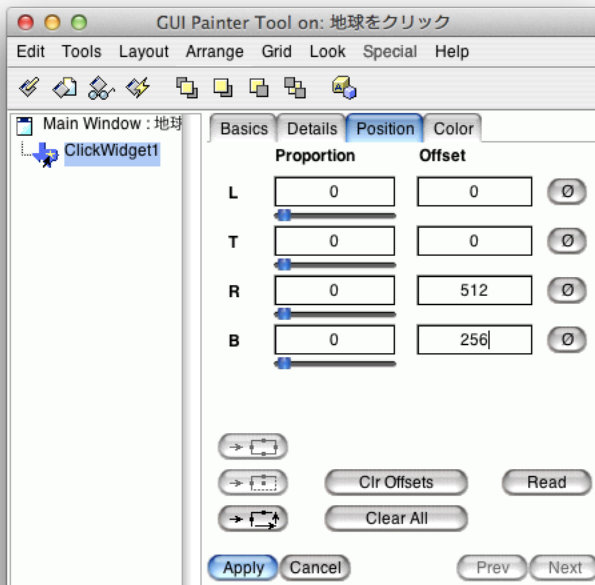 GUI Painter Tool on: 地球をクリック
Edit Tools Layout Arrange Grid Look Special Help
Main Window : 地球
ClickWidget1
Basics Details Position Color
Proportion Offset
L 0 0 Ø
T 0 0 Ø
R 0 512 Ø
B 0 256 Ø
Clr Offsets Read
Clear All
Apply Cancel Prev Next